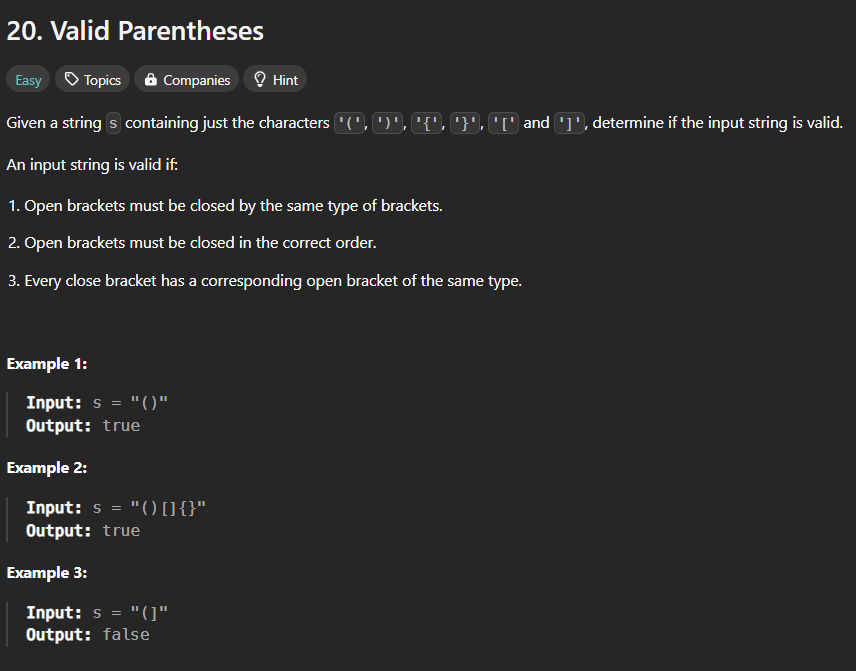 20. Valid Parentheses
Easy Topics Companies Hint
Given a string s containing just the characters '(', ')', '{', '}', '[' and ']', determine if the input string is valid.
An input string is valid if:
1. Open brackets must be closed by the same type of brackets.
2. Open brackets must be closed in the correct order.
3. Every close bracket has a corresponding open bracket of the same type.
Example 1:
Input: s = "()"
Output: true
Example 2:
Input: s = "()[]{}"
Output: true
Example 3:
Input: s = "(]"
Output: false